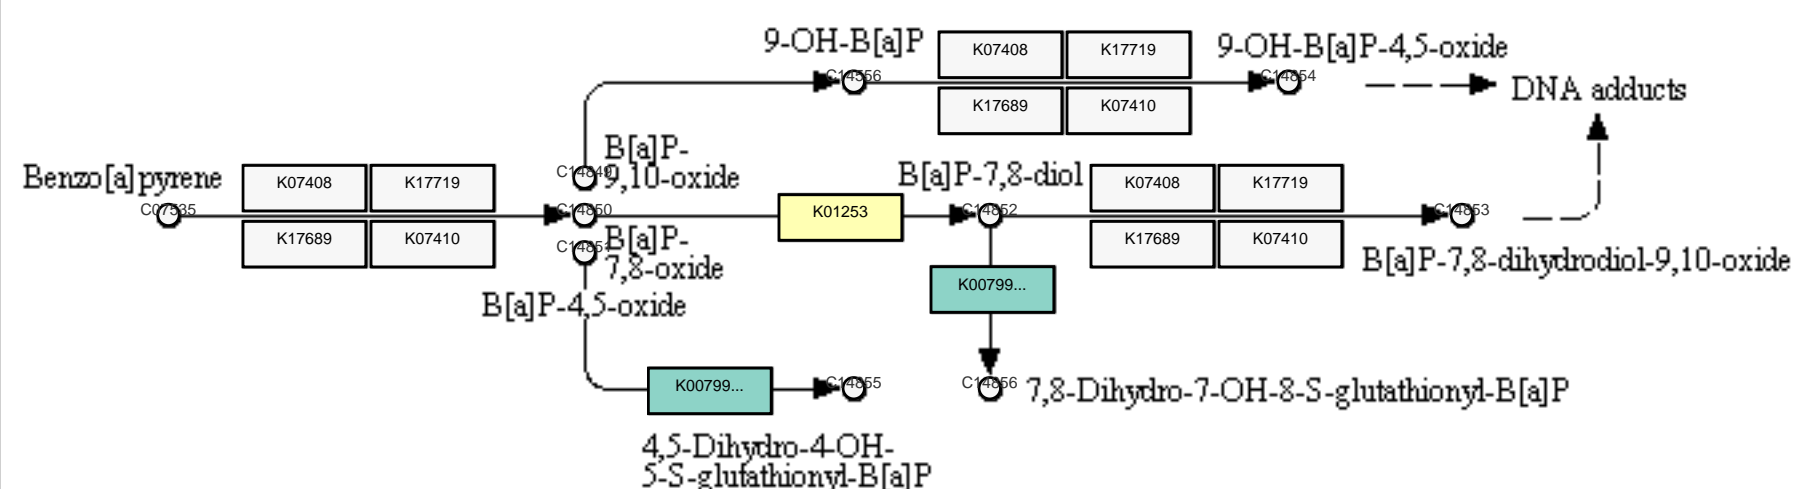 9-OH-B[a]P
K07408
K17719
9-OH-B[a]P-4,5-oxide
C14556
C14854
DNA adducts
K17689
K07410
B[a]P-
9,10-oxide
C14849
Benzo[a]pyrene
K07408
K17719
B[a]P-7,8-diol
K07408
K17719
C07535
C14850
K01253
C14852
C14853
K17689
K07410
B[a]P-
7,8-oxide
C14851
K17689
K07410
B[a]P-7,8-dihydrodiol-9,10-oxide
B[a]P-4,5-oxide
K00799...
K00799...
C14855
C14856
7,8-Dihydro-7-OH-8-S-glutathionyl-B[a]P
4,5-Dihydro-4-OH-
5-S-glutathionyl-B[a]P